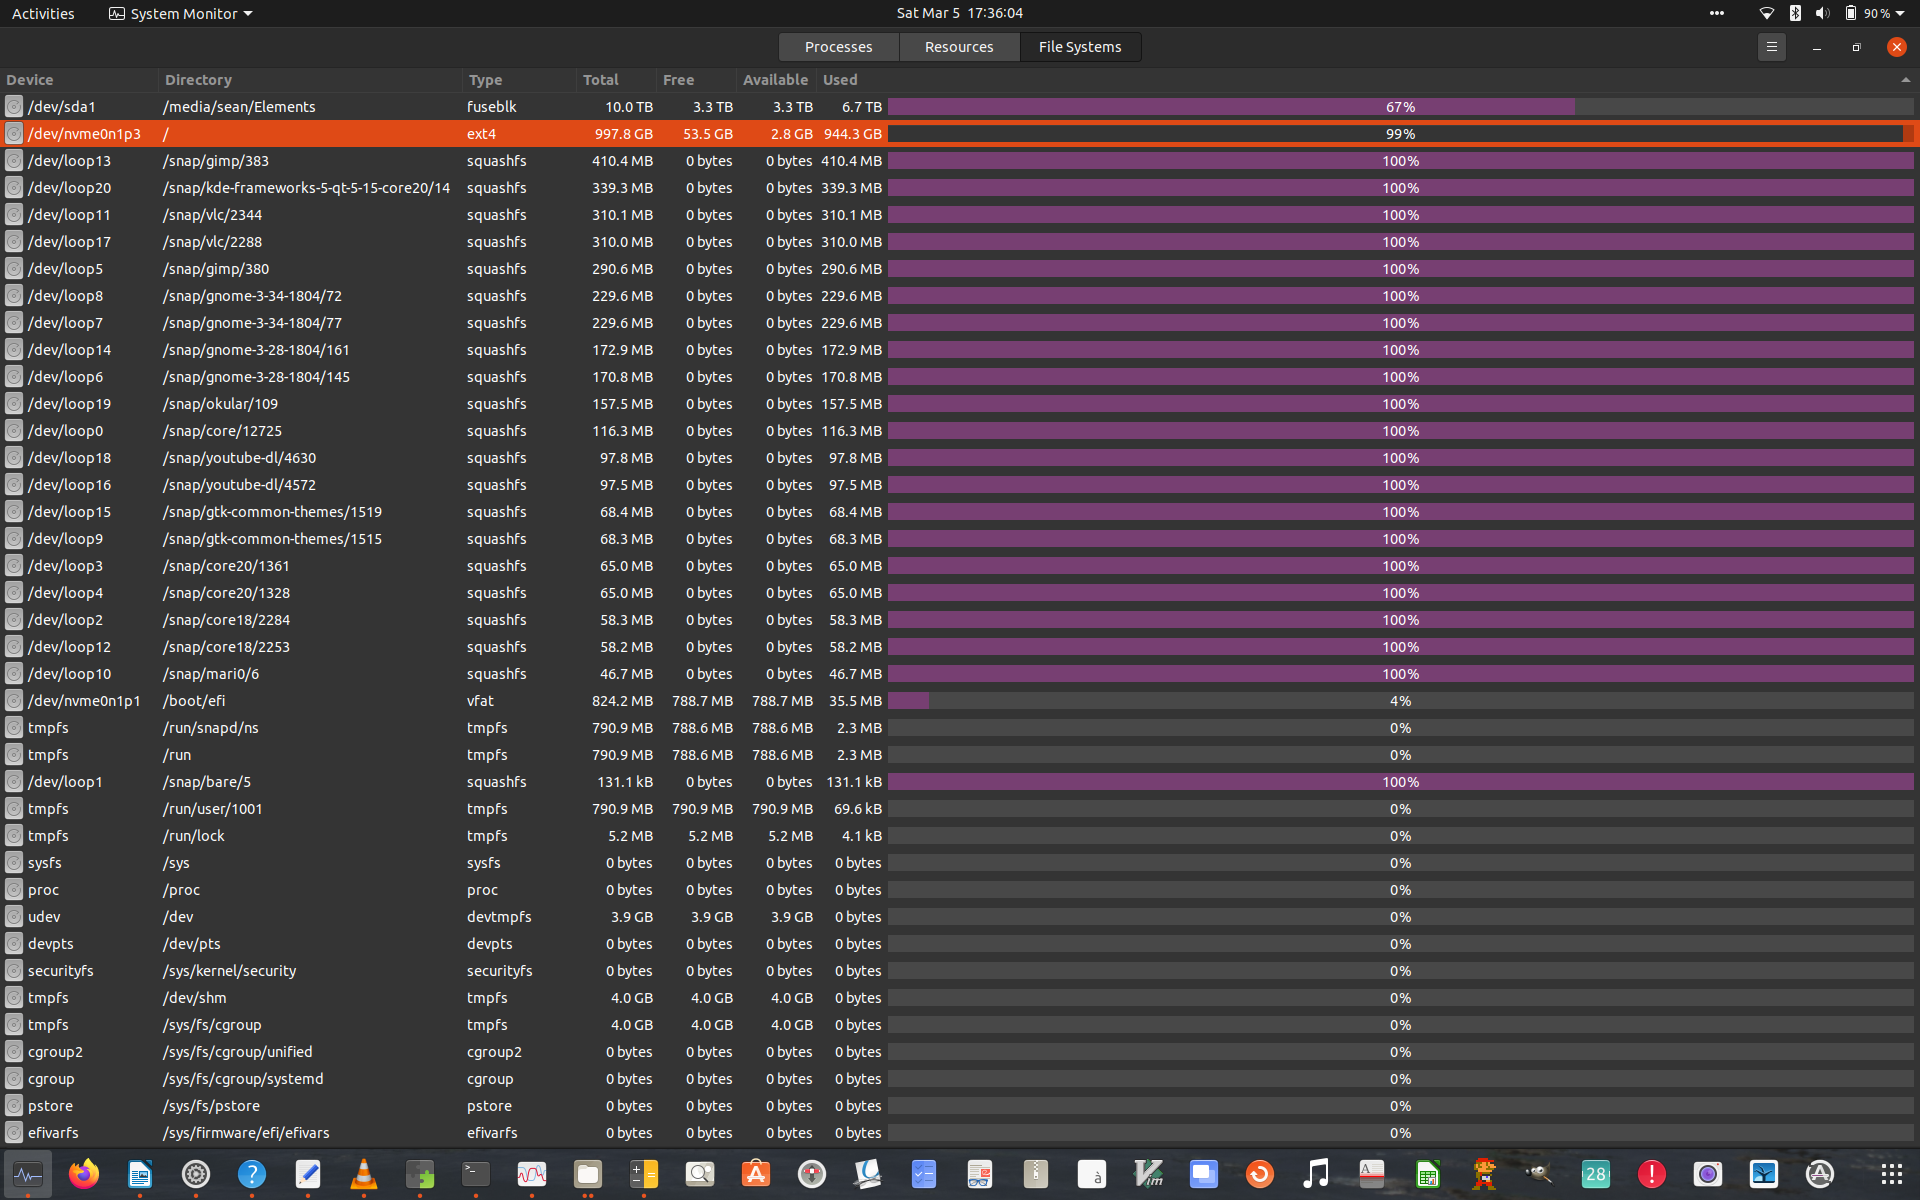 Activities System Monitor Sat Mar 5 17:36:04 90 %
Processes Resources File Systems
Device Directory Type Total Free Available Used
/dev/sda1 /media/sean/Elements fuseblk 10.0 TB 3.3 TB 3.3 TB 6.7 TB 67%
/dev/nvme0n1p3 / ext4 997.8 GB 53.5 GB 2.8 GB 944.3 GB 99%
/dev/loop13 /snap/gimp/383 squashfs 410.4 MB 0 bytes 0 bytes 410.4 MB 100%
/dev/loop20 /snap/kde-frameworks-5-qt-5-15-core20/14 squashfs 339.3 MB 0 bytes 0 bytes 339.3 MB 100%
/dev/loop11 /snap/vlc/2344 squashfs 310.1 MB 0 bytes 0 bytes 310.1 MB 100%
/dev/loop17 /snap/vlc/2288 squashfs 310.0 MB 0 bytes 0 bytes 310.0 MB 100%
/dev/loop5 /snap/gimp/380 squashfs 290.6 MB 0 bytes 0 bytes 290.6 MB 100%
/dev/loop8 /snap/gnome-3-34-1804/72 squashfs 229.6 MB 0 bytes 0 bytes 229.6 MB 100%
/dev/loop7 /snap/gnome-3-34-1804/77 squashfs 229.6 MB 0 bytes 0 bytes 229.6 MB 100%
/dev/loop14 /snap/gnome-3-28-1804/161 squashfs 172.9 MB 0 bytes 0 bytes 172.9 MB 100%
/dev/loop6 /snap/gnome-3-28-1804/145 squashfs 170.8 MB 0 bytes 0 bytes 170.8 MB 100%
/dev/loop19 /snap/okular/109 squashfs 157.5 MB 0 bytes 0 bytes 157.5 MB 100%
/dev/loop0 /snap/core/12725 squashfs 116.3 MB 0 bytes 0 bytes 116.3 MB 100%
/dev/loop18 /snap/youtube-dl/4630 squashfs 97.8 MB 0 bytes 0 bytes 97.8 MB 100%
/dev/loop16 /snap/youtube-dl/4572 squashfs 97.5 MB 0 bytes 0 bytes 97.5 MB 100%
/dev/loop15 /snap/gtk-common-themes/1519 squashfs 68.4 MB 0 bytes 0 bytes 68.4 MB 100%
/dev/loop9 /snap/gtk-common-themes/1515 squashfs 68.3 MB 0 bytes 0 bytes 68.3 MB 100%
/dev/loop3 /snap/core20/1361 squashfs 65.0 MB 0 bytes 0 bytes 65.0 MB 100%
/dev/loop4 /snap/core20/1328 squashfs 65.0 MB 0 bytes 0 bytes 65.0 MB 100%
/dev/loop2 /snap/core18/2284 squashfs 58.3 MB 0 bytes 0 bytes 58.3 MB 100%
/dev/loop12 /snap/core18/2253 squashfs 58.2 MB 0 bytes 0 bytes 58.2 MB 100%
/dev/loop10 /snap/mari0/6 squashfs 46.7 MB 0 bytes 0 bytes 46.7 MB 100%
/dev/nvme0n1p1 /boot/efi vfat 824.2 MB 788.7 MB 788.7 MB 35.5 MB 4%
tmpfs /run/snapd/ns tmpfs 790.9 MB 788.6 MB 788.6 MB 2.3 MB 0%
tmpfs /run tmpfs 790.9 MB 788.6 MB 788.6 MB 2.3 MB 0%
/dev/loop1 /snap/bare/5 squashfs 131.1 kB 0 bytes 0 bytes 131.1 kB 100%
tmpfs /run/user/1001 tmpfs 790.9 MB 790.9 MB 790.9 MB 69.6 kB 0%
tmpfs /run/lock tmpfs 5.2 MB 5.2 MB 5.2 MB 4.1 kB 0%
sysfs /sys sysfs 0 bytes 0 bytes 0 bytes 0 bytes 0%
proc /proc proc 0 bytes 0 bytes 0 bytes 0 bytes 0%
udev /dev devtmpfs 3.9 GB 3.9 GB 3.9 GB 0 bytes 0%
devpts /dev/pts devpts 0 bytes 0 bytes 0 bytes 0 bytes 0%
securityfs /sys/kernel/security securityfs 0 bytes 0 bytes 0 bytes 0 bytes 0%
tmpfs /dev/shm tmpfs 4.0 GB 4.0 GB 4.0 GB 0 bytes 0%
tmpfs /sys/fs/cgroup tmpfs 4.0 GB 4.0 GB 4.0 GB 0 bytes 0%
cgroup2 /sys/fs/cgroup/unified cgroup2 0 bytes 0 bytes 0 bytes 0 bytes 0%
cgroup /sys/fs/cgroup/systemd cgroup 0 bytes 0 bytes 0 bytes 0 bytes 0%
pstore /sys/fs/pstore pstore 0 bytes 0 bytes 0 bytes 0 bytes 0%
efivarfs /sys/firmware/efi/efivars efivarfs 0 bytes 0 bytes 0 bytes 0 bytes 0%
? >_ à Vim A 28 !